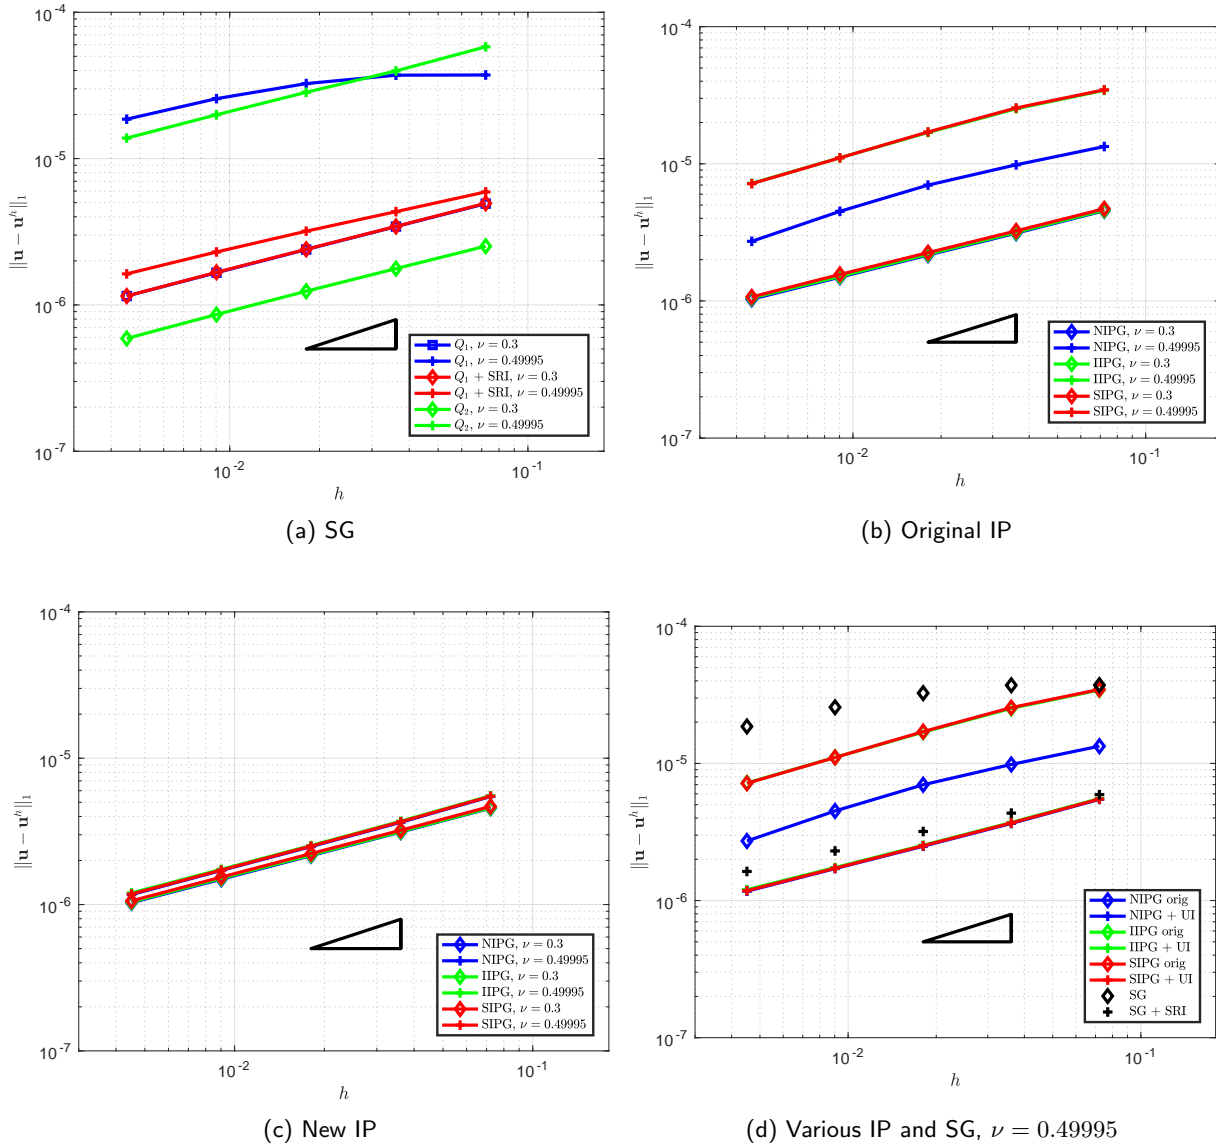 10^-4
10^-5
10^-6
10^-7
10^-2
10^-1
‖u − u^h‖_1
h
Q_1, ν = 0.3
Q_1, ν = 0.49995
Q_1 + SRI, ν = 0.3
Q_1 + SRI, ν = 0.49995
Q_2, ν = 0.3
Q_2, ν = 0.49995
(a) SG
10^-4
10^-5
10^-6
10^-7
10^-2
10^-1
‖u − u^h‖_1
h
NIPG, ν = 0.3
NIPG, ν = 0.49995
IIPG, ν = 0.3
IIPG, ν = 0.49995
SIPG, ν = 0.3
SIPG, ν = 0.49995
(b) Original IP
10^-4
10^-5
10^-6
10^-7
10^-2
10^-1
‖u − u^h‖_1
h
NIPG, ν = 0.3
NIPG, ν = 0.49995
IIPG, ν = 0.3
IIPG, ν = 0.49995
SIPG, ν = 0.3
SIPG, ν = 0.49995
(c) New IP
10^-4
10^-5
10^-6
10^-7
10^-2
10^-1
‖u − u^h‖_1
h
NIPG orig
NIPG + UI
IIPG orig
IIPG + UI
SIPG orig
SIPG + UI
SG
SG + SRI
(d) Various IP and SG, ν = 0.49995